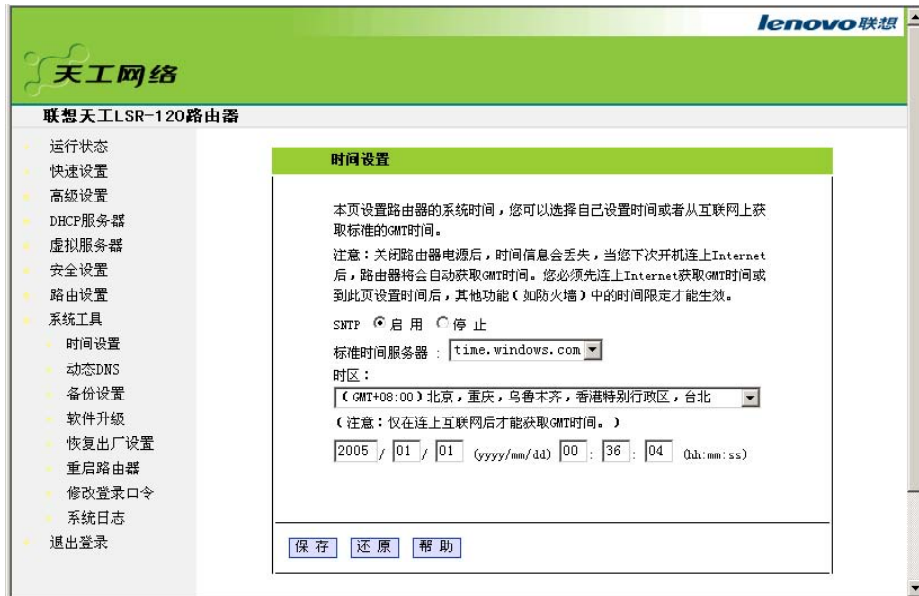 lenovo联想
天工网络
联想天工LSR-120路由器
运行状态
快速设置
高级设置
DHCP服务器
虚拟服务器
安全设置
路由设置
系统工具
时间设置
动态DNS
备份设置
软件升级
恢复出厂设置
重启路由器
修改登录口令
系统日志
退出登录
时间设置
本页设置路由器的系统时间，您可以选择自己设置时间或者从互联网上获
取标准的GMT时间。
注意：关闭路由器电源后，时间信息会丢失，当您下次开机连上Internet
后，路由器将会自动获取GMT时间。您必须先连上Internet获取GMT时间或
到此页设置时间后，其他功能（如防火墙）中的时间限定才能生效。
SNTP 启 用 停 止
标准时间服务器 : time.windows.com
时区：
（GMT+08:00）北京，重庆，乌鲁木齐，香港特别行政区，台北
（注意：仅在连上互联网后才能获取GMT时间。）
2005 / 01 / 01 (yyyy/mm/dd) 00 : 36 : 04 (hh:mm:ss)
保 存 还 原 帮 助